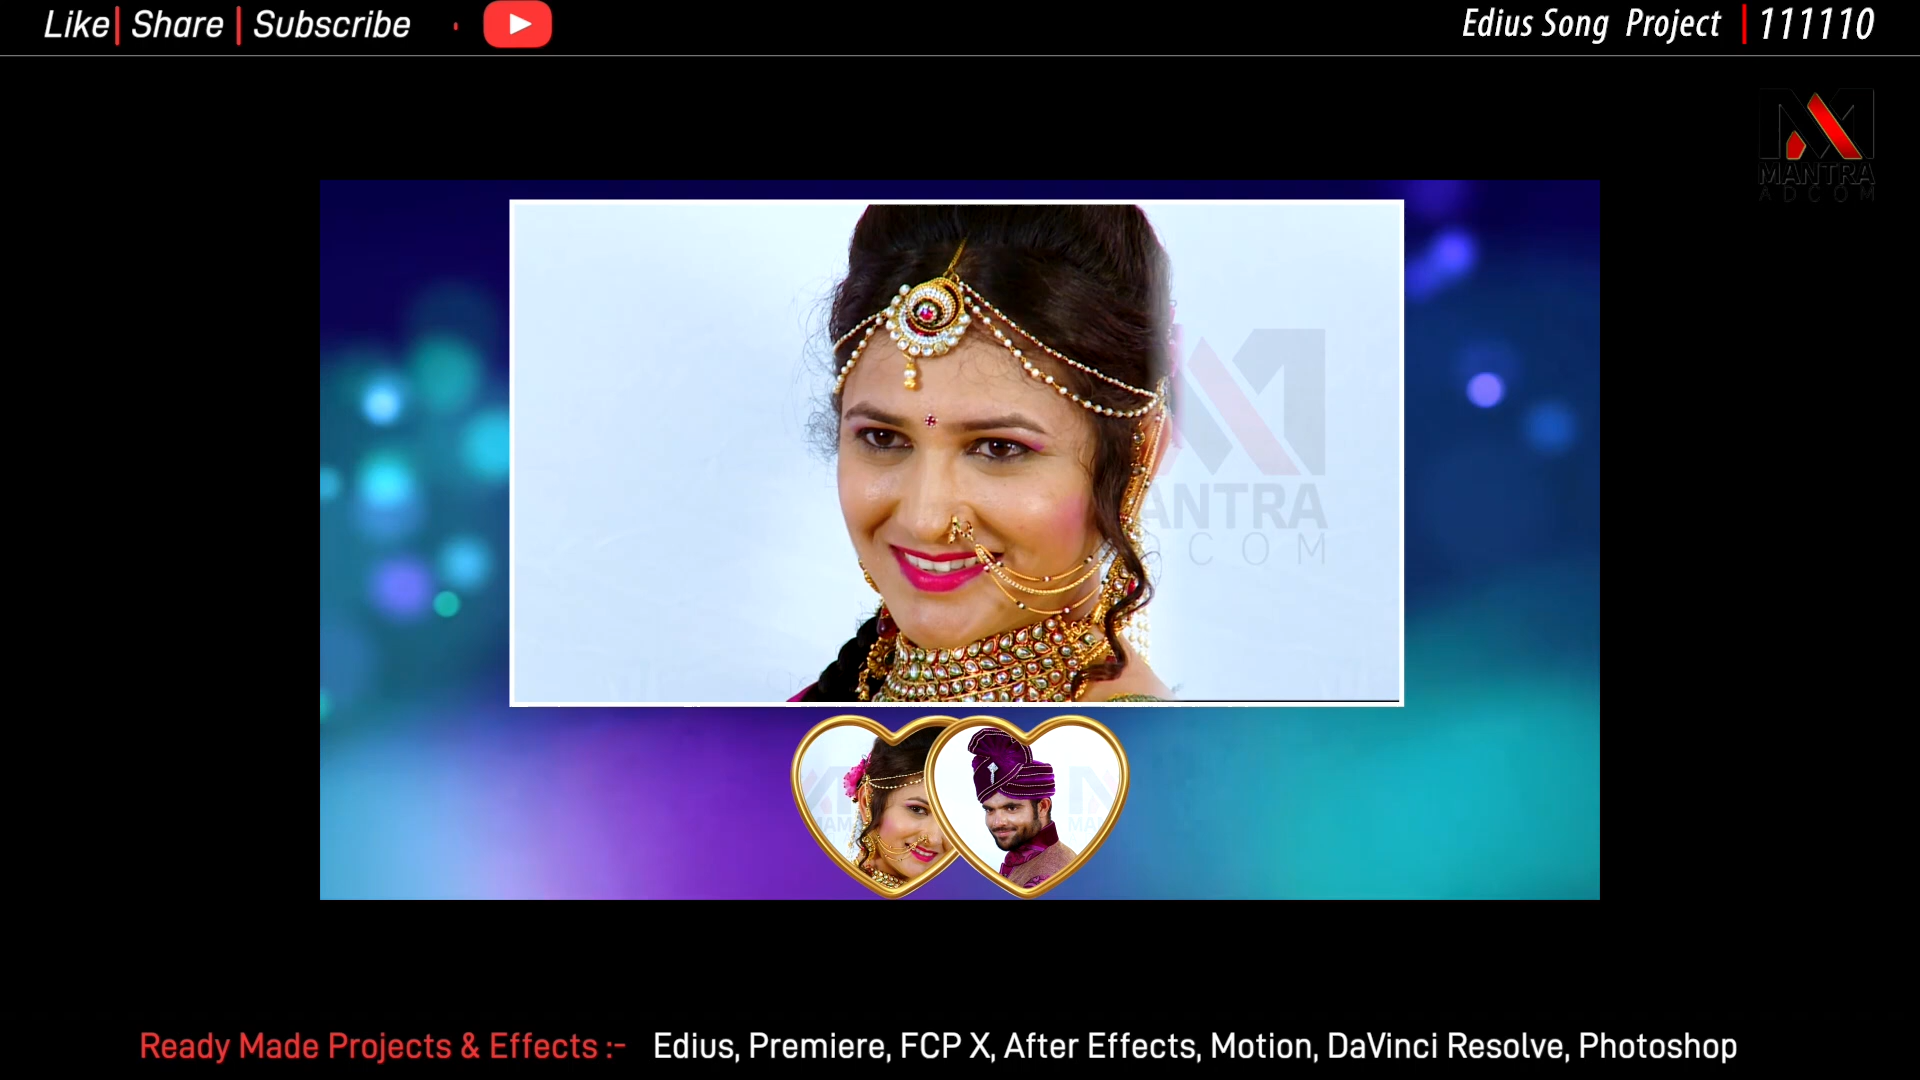 Like| Share | Subscribe
Edius Song Project | 111110
MANTRA
ADCOM
ANTRA
DCOM
Ready Made Projects & Effects :- Edius, Premiere, FCP X, After Effects, Motion, DaVinci Resolve, Photoshop